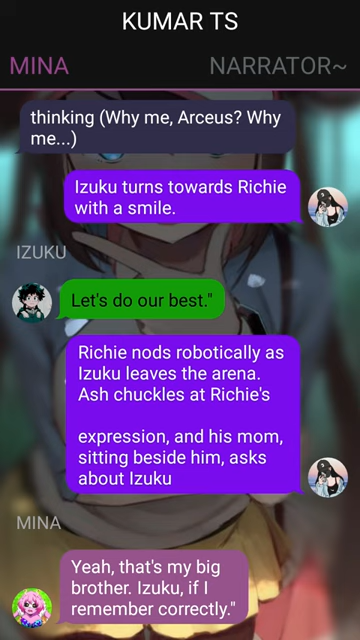 KUMAR TS
MINA
NARRATOR~
thinking (Why me, Arceus? Why
me...)
Izuku turns towards Richie
with a smile.
IZUKU
Let's do our best."
Richie nods robotically as
Izuku leaves the arena.
Ash chuckles at Richie's
expression, and his mom,
sitting beside him, asks
about Izuku
MINA
Yeah, that's my big
brother. Izuku, if I
remember correctly."